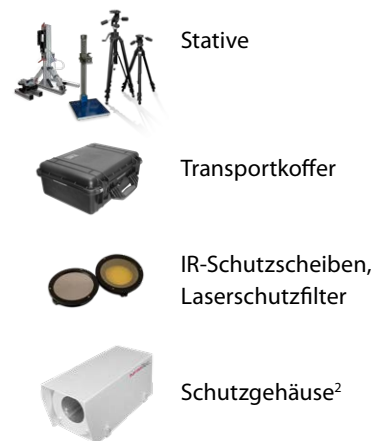 Stative
Transportkoffer
IR-Schutzscheiben,
Laserschutzfilter
Schutzgehäuse²